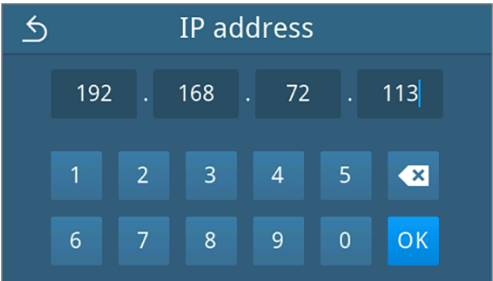 IP address
192 . 168 . 72 . 113
1 2 3 4 5
6 7 8 9 0 OK